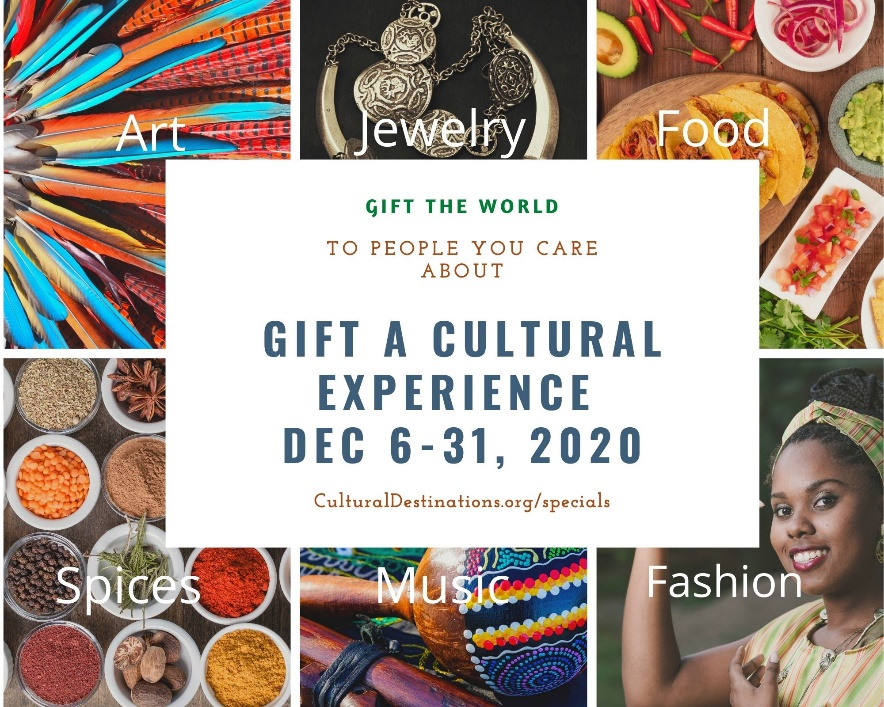 Art
Jewelry
Food
GIFT THE WORLD
TO PEOPLE YOU CARE
ABOUT
GIFT A CULTURAL
EXPERIENCE
DEC 6-31, 2020
CulturalDestinations.org/specials
Spices
Music
Fashion